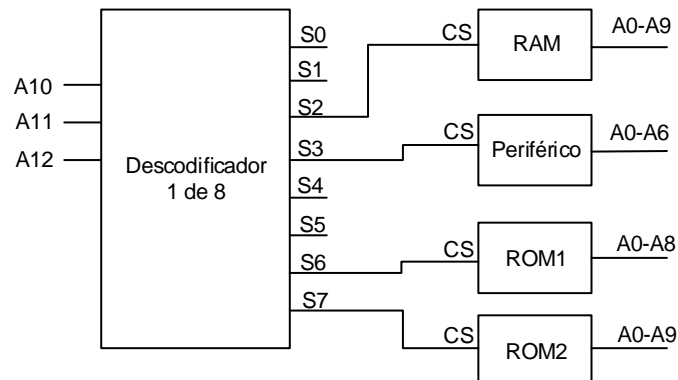 A10
A11
A12
Descodificador
1 de 8
S0
S1
S2
S3
S4
S5
S6
S7
CS
RAM
A0-A9
CS
Periférico
A0-A6
CS
ROM1
A0-A8
CS
ROM2
A0-A9